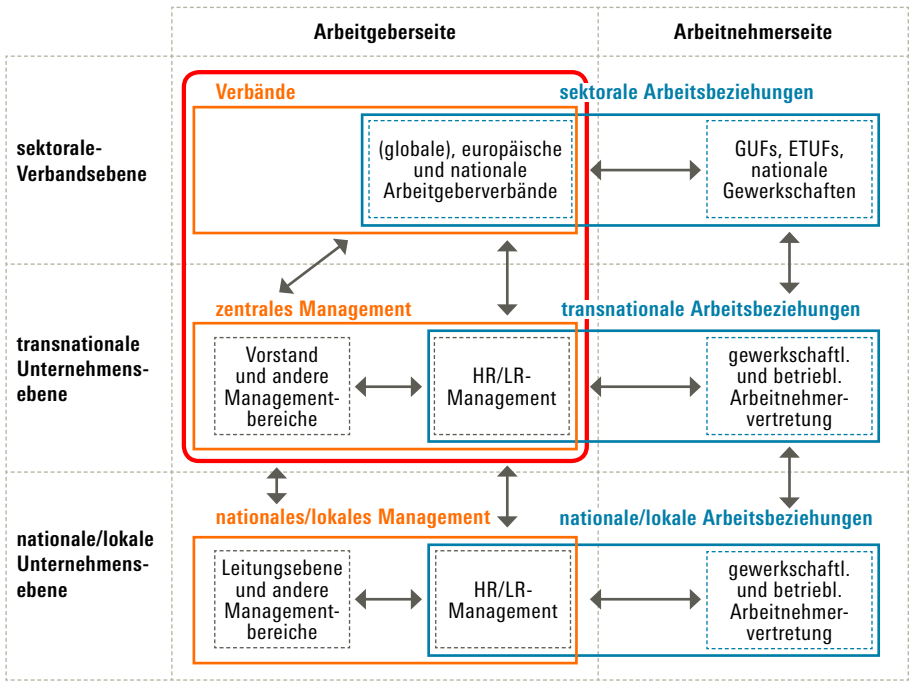 Arbeitgeberseite
Arbeitnehmerseite
sektorale-
Verbandsebene
Verbände
sektorale Arbeitsbeziehungen
(globale), europäische
und nationale
Arbeitgeberverbände
GUFs, ETUFs,
nationale
Gewerkschaften
transnationale
Unternehmens-
ebene
zentrales Management
transnationale Arbeitsbeziehungen
Vorstand
und andere
Management-
bereiche
HR/LR-
Management
gewerkschaftl.
und betriebl.
Arbeitnehmer-
vertretung
nationale/lokale
Unternehmens-
ebene
nationales/lokales Management
nationale/lokale Arbeitsbeziehungen
Leitungsebene
und andere
Management-
bereiche
HR/LR-
Management
gewerkschaftl.
und betriebl.
Arbeitnehmer-
vertretung